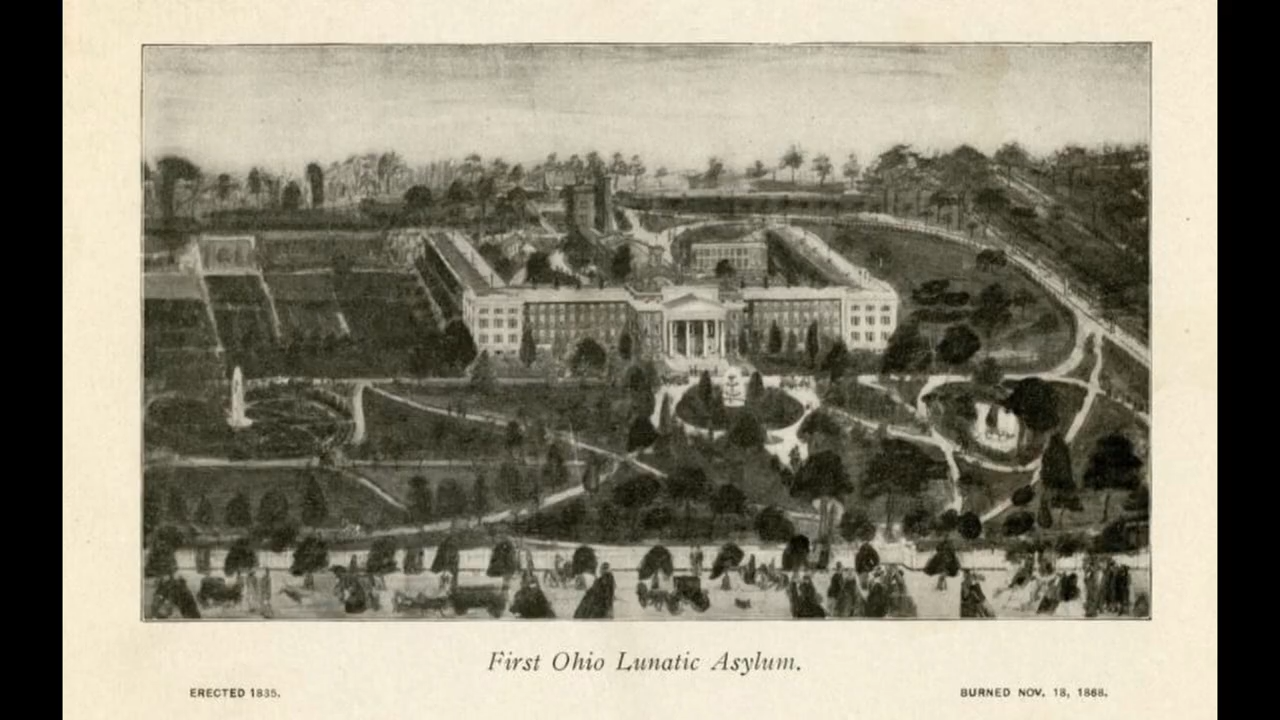 First Ohio Lunatic Asylum.
ERECTED 1835.
BURNED NOV. 18, 1868.